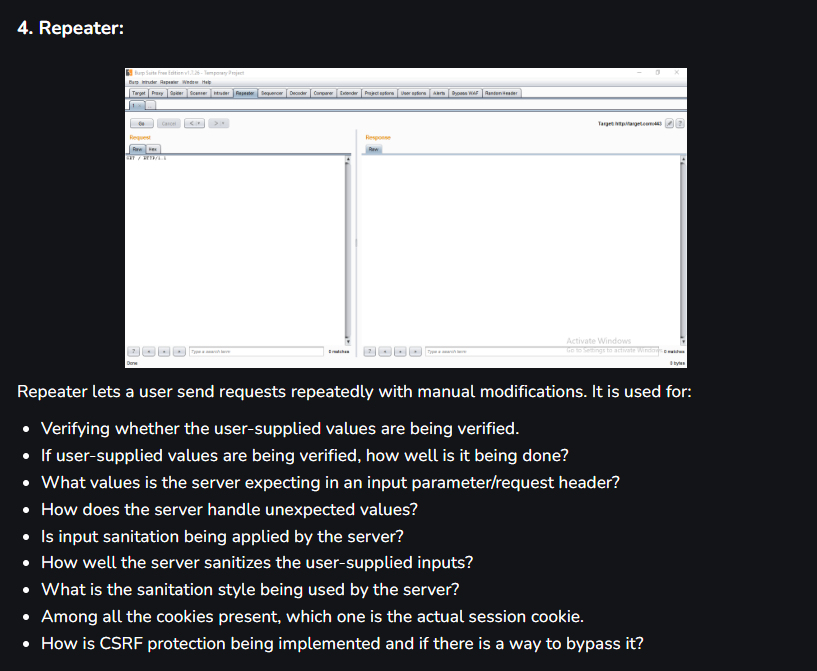 4. Repeater:
Burp Suite Free Edition v1.7.26 - Temporary Project
Burp Intruder Repeater Window Help
Target Proxy Spider Scanner Intruder Repeater Sequencer Decoder Comparer Extender Project options User options Alerts Bypass WAF Random Header
1 ...
Go Cancel < >
Target: http://target.com:443 ?
Request Response
Raw Hex Raw
GET / HTTP/1.1
Activate Windows
Go to Settings to activate Windows.
? < + > Type a search term 0 matches ? < + > Type a search term 0 matches
Done 0 bytes
Repeater lets a user send requests repeatedly with manual modifications. It is used for:
• Verifying whether the user-supplied values are being verified.
• If user-supplied values are being verified, how well is it being done?
• What values is the server expecting in an input parameter/request header?
• How does the server handle unexpected values?
• Is input sanitation being applied by the server?
• How well the server sanitizes the user-supplied inputs?
• What is the sanitation style being used by the server?
• Among all the cookies present, which one is the actual session cookie.
• How is CSRF protection being implemented and if there is a way to bypass it?